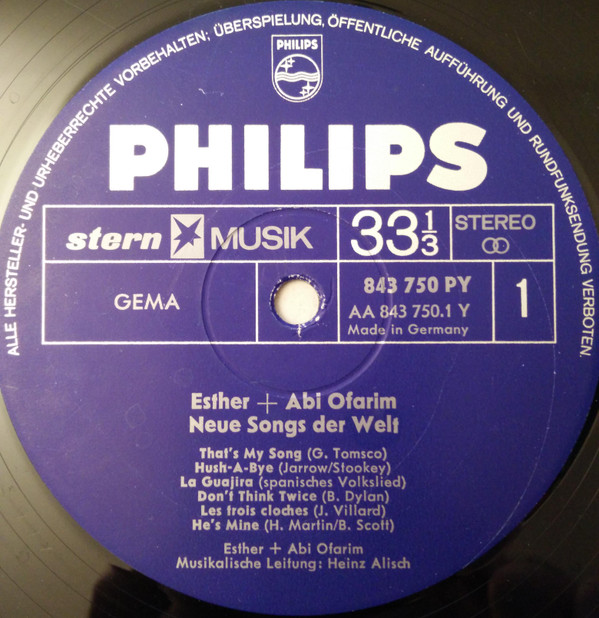 ALLE HERSTELLER- UND URHEBERRECHTE VORBEHALTEN; ÜBERSPIELUNG, ÖFFENTLICHE AUFFÜHRUNG UND RUNDFUNKSENDUNG VERBOTEN.
PHILIPS
PHILIPS
stern MUSIK
33 1/3
STEREO
GEMA
843 750 PY
AA 843 750.1 Y
Made in Germany
1
Esther + Abi Ofarim
Neue Songs der Welt
That's My Song (G. Tomsco)
Hush-A-Bye (Jarrow/Stookey)
La Guajira (spanisches Volkslied)
Don't Think Twice (B. Dylan)
Les trois cloches (J. Villard)
He's Mine (H. Martin/B. Scott)
Esther + Abi Ofarim
Musikalische Leitung: Heinz Alisch